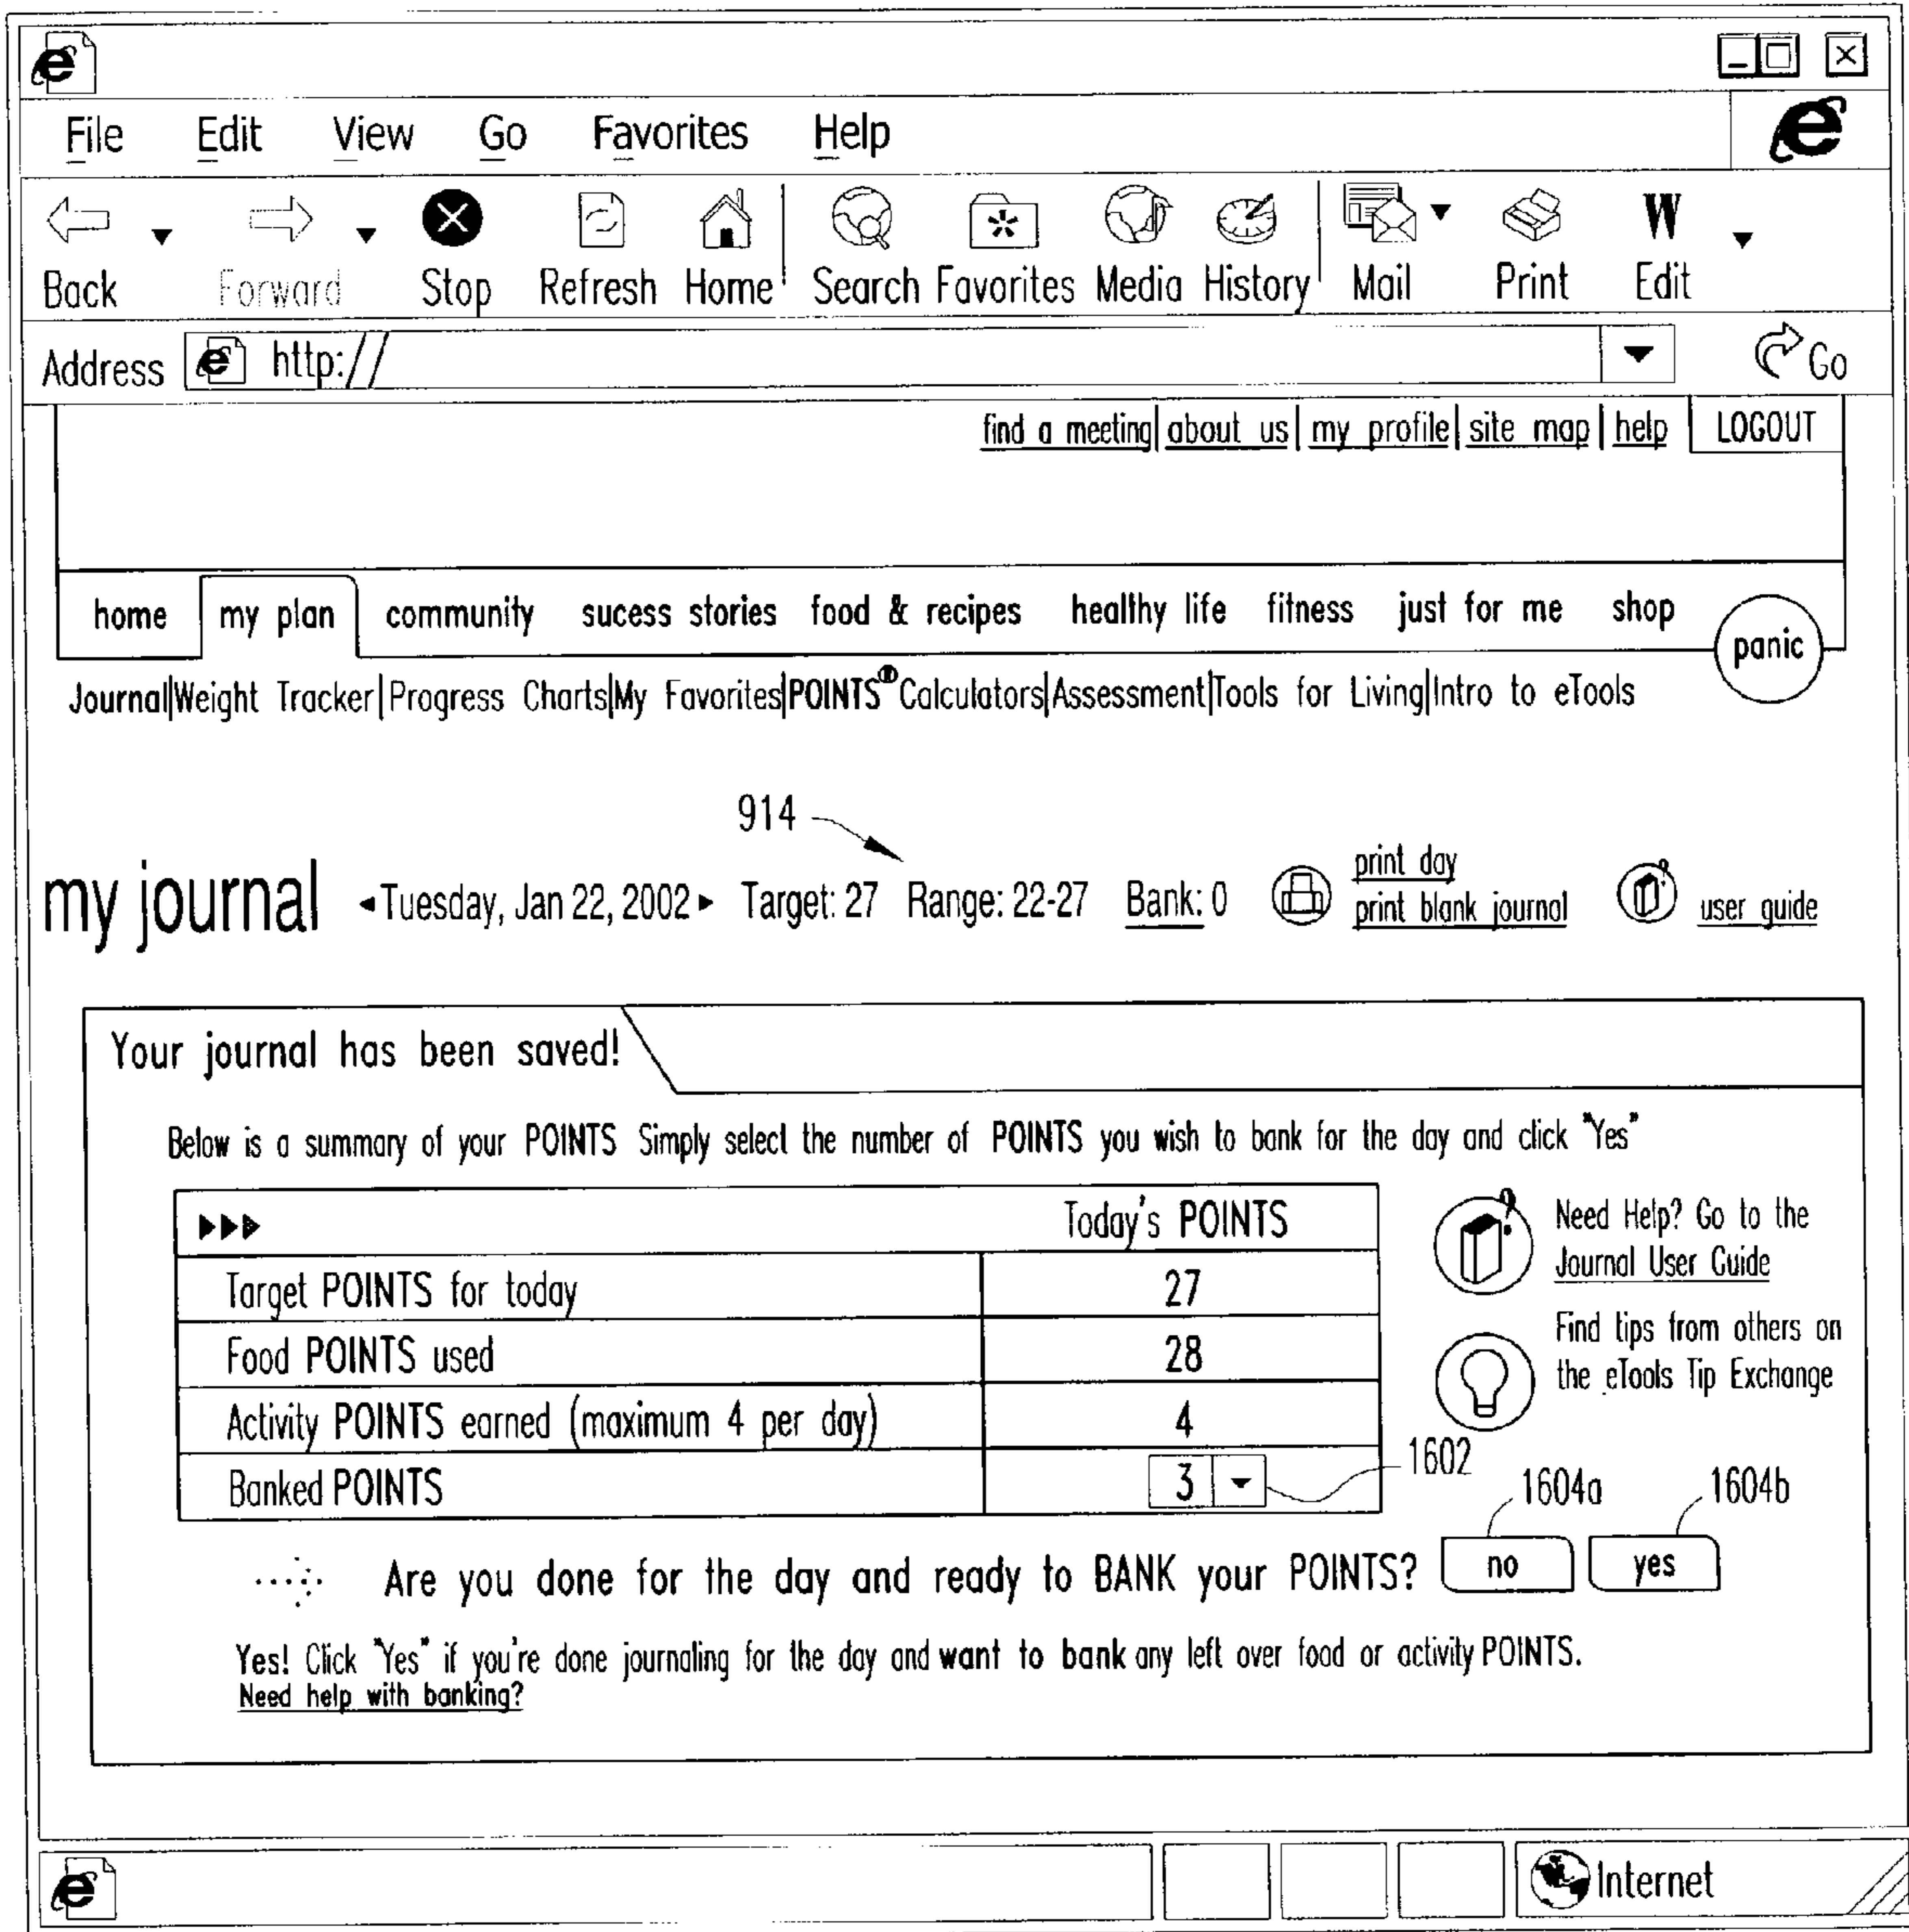 File Edit View Go Favorites Help
Back Forward Stop Refresh Home Search Favorites Media History Mail Print Edit
Address http:// Go
find a meeting| about us| my profile| site map| help LOGOUT
home my plan community sucess stories food & recipes healthy life fitness just for me shop panic
Journal|Weight Tracker|Progress Charts|My Favorites|POINTS® Calculators|Assessment|Tools for Living|Intro to eTools
914
my journal ◂Tuesday, Jan 22, 2002▸ Target: 27 Range: 22-27 Bank: 0 print day
print blank journal user guide
Your journal has been saved!
Below is a summary of your POINTS Simply select the number of POINTS you wish to bank for the day and click "Yes"
▸▸▸ Today's POINTS
Target POINTS for today 27
Food POINTS used 28
Activity POINTS earned (maximum 4 per day) 4
Banked POINTS 3
Need Help? Go to the
Journal User Guide
Find tips from others on
the eTools Tip Exchange
1602
1604a 1604b
Are you done for the day and ready to BANK your POINTS? no yes
Yes! Click "Yes" if you're done journaling for the day and want to bank any left over food or activity POINTS.
Need help with banking?
Internet